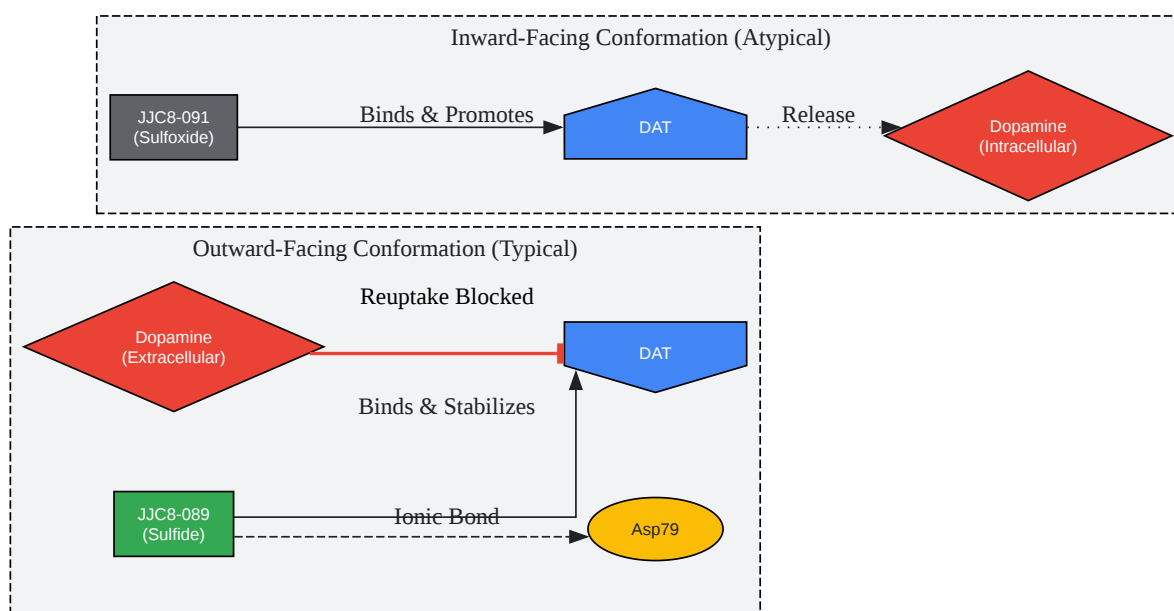 Inward-Facing Conformation (Atypical)
JJC8-091
(Sulfoxide)
Binds & Promotes
DAT
Release
Dopamine
(Intracellular)
Outward-Facing Conformation (Typical)
Dopamine
(Extracellular)
Reuptake Blocked
DAT
Binds & Stabilizes
JJC8-089
(Sulfide)
Ionic Bond
Asp79